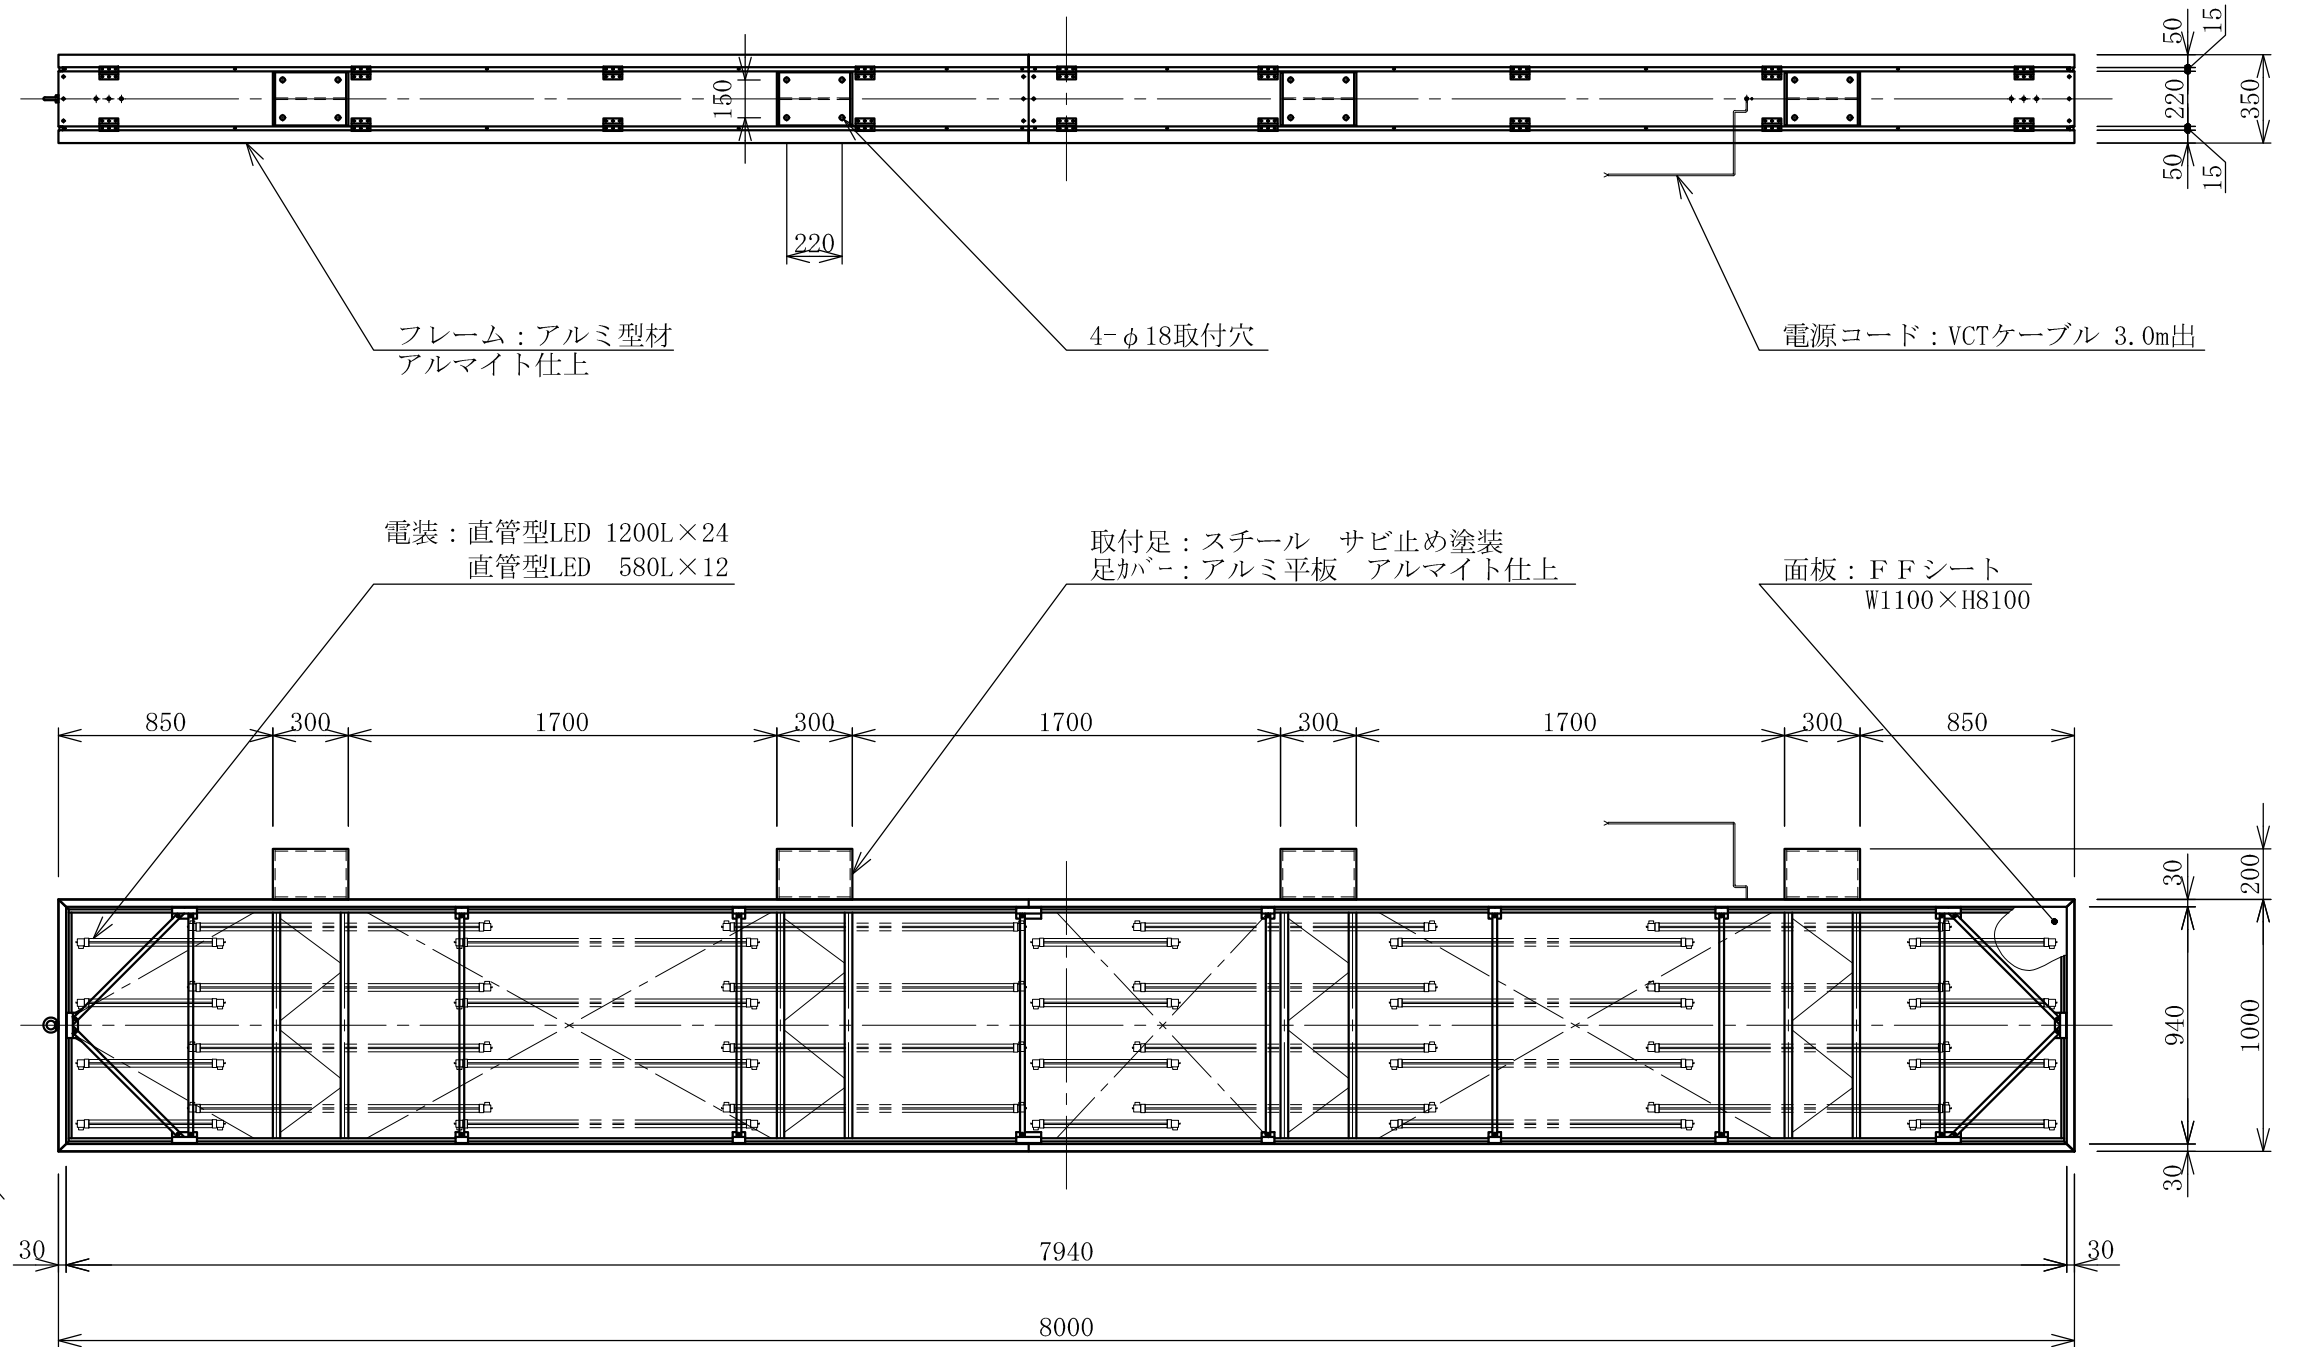 50
15
150
220
350
50
15
220
フレーム：アルミ型材
アルマイト仕上
4-φ18取付穴
電源コード：VCTケーブル 3.0m出
電装：直管型LED 1200L×24
直管型LED 580L×12
取付足：スチール　サビ止め塗装
足ｶﾊﾞｰ：アルミ平板　アルマイト仕上
面板：ＦＦシート
W1100×H8100
850
300
1700
300
1700
300
1700
300
850
30
200
940
1000
30
30
7940
30
8000